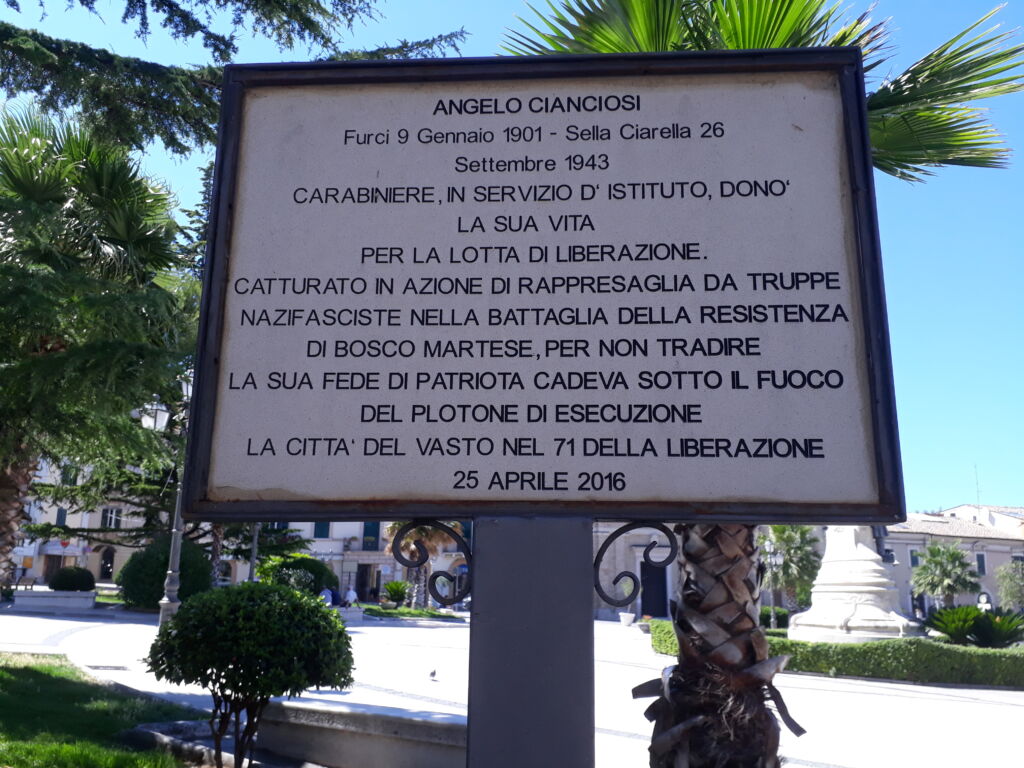 ANGELO CIANCIOSI
Furci 9 Gennaio 1901 - Sella Ciarella 26
Settembre 1943
CARABINIERE, IN SERVIZIO D' ISTITUTO, DONO'
LA SUA VITA
PER LA LOTTA DI LIBERAZIONE.
CATTURATO IN AZIONE DI RAPPRESAGLIA DA TRUPPE
NAZIFASCISTE NELLA BATTAGLIA DELLA RESISTENZA
DI BOSCO MARTESE, PER NON TRADIRE
LA SUA FEDE DI PATRIOTA CADEVA SOTTO IL FUOCO
DEL PLOTONE DI ESECUZIONE
LA CITTA' DEL VASTO NEL 71 DELLA LIBERAZIONE
25 APRILE 2016